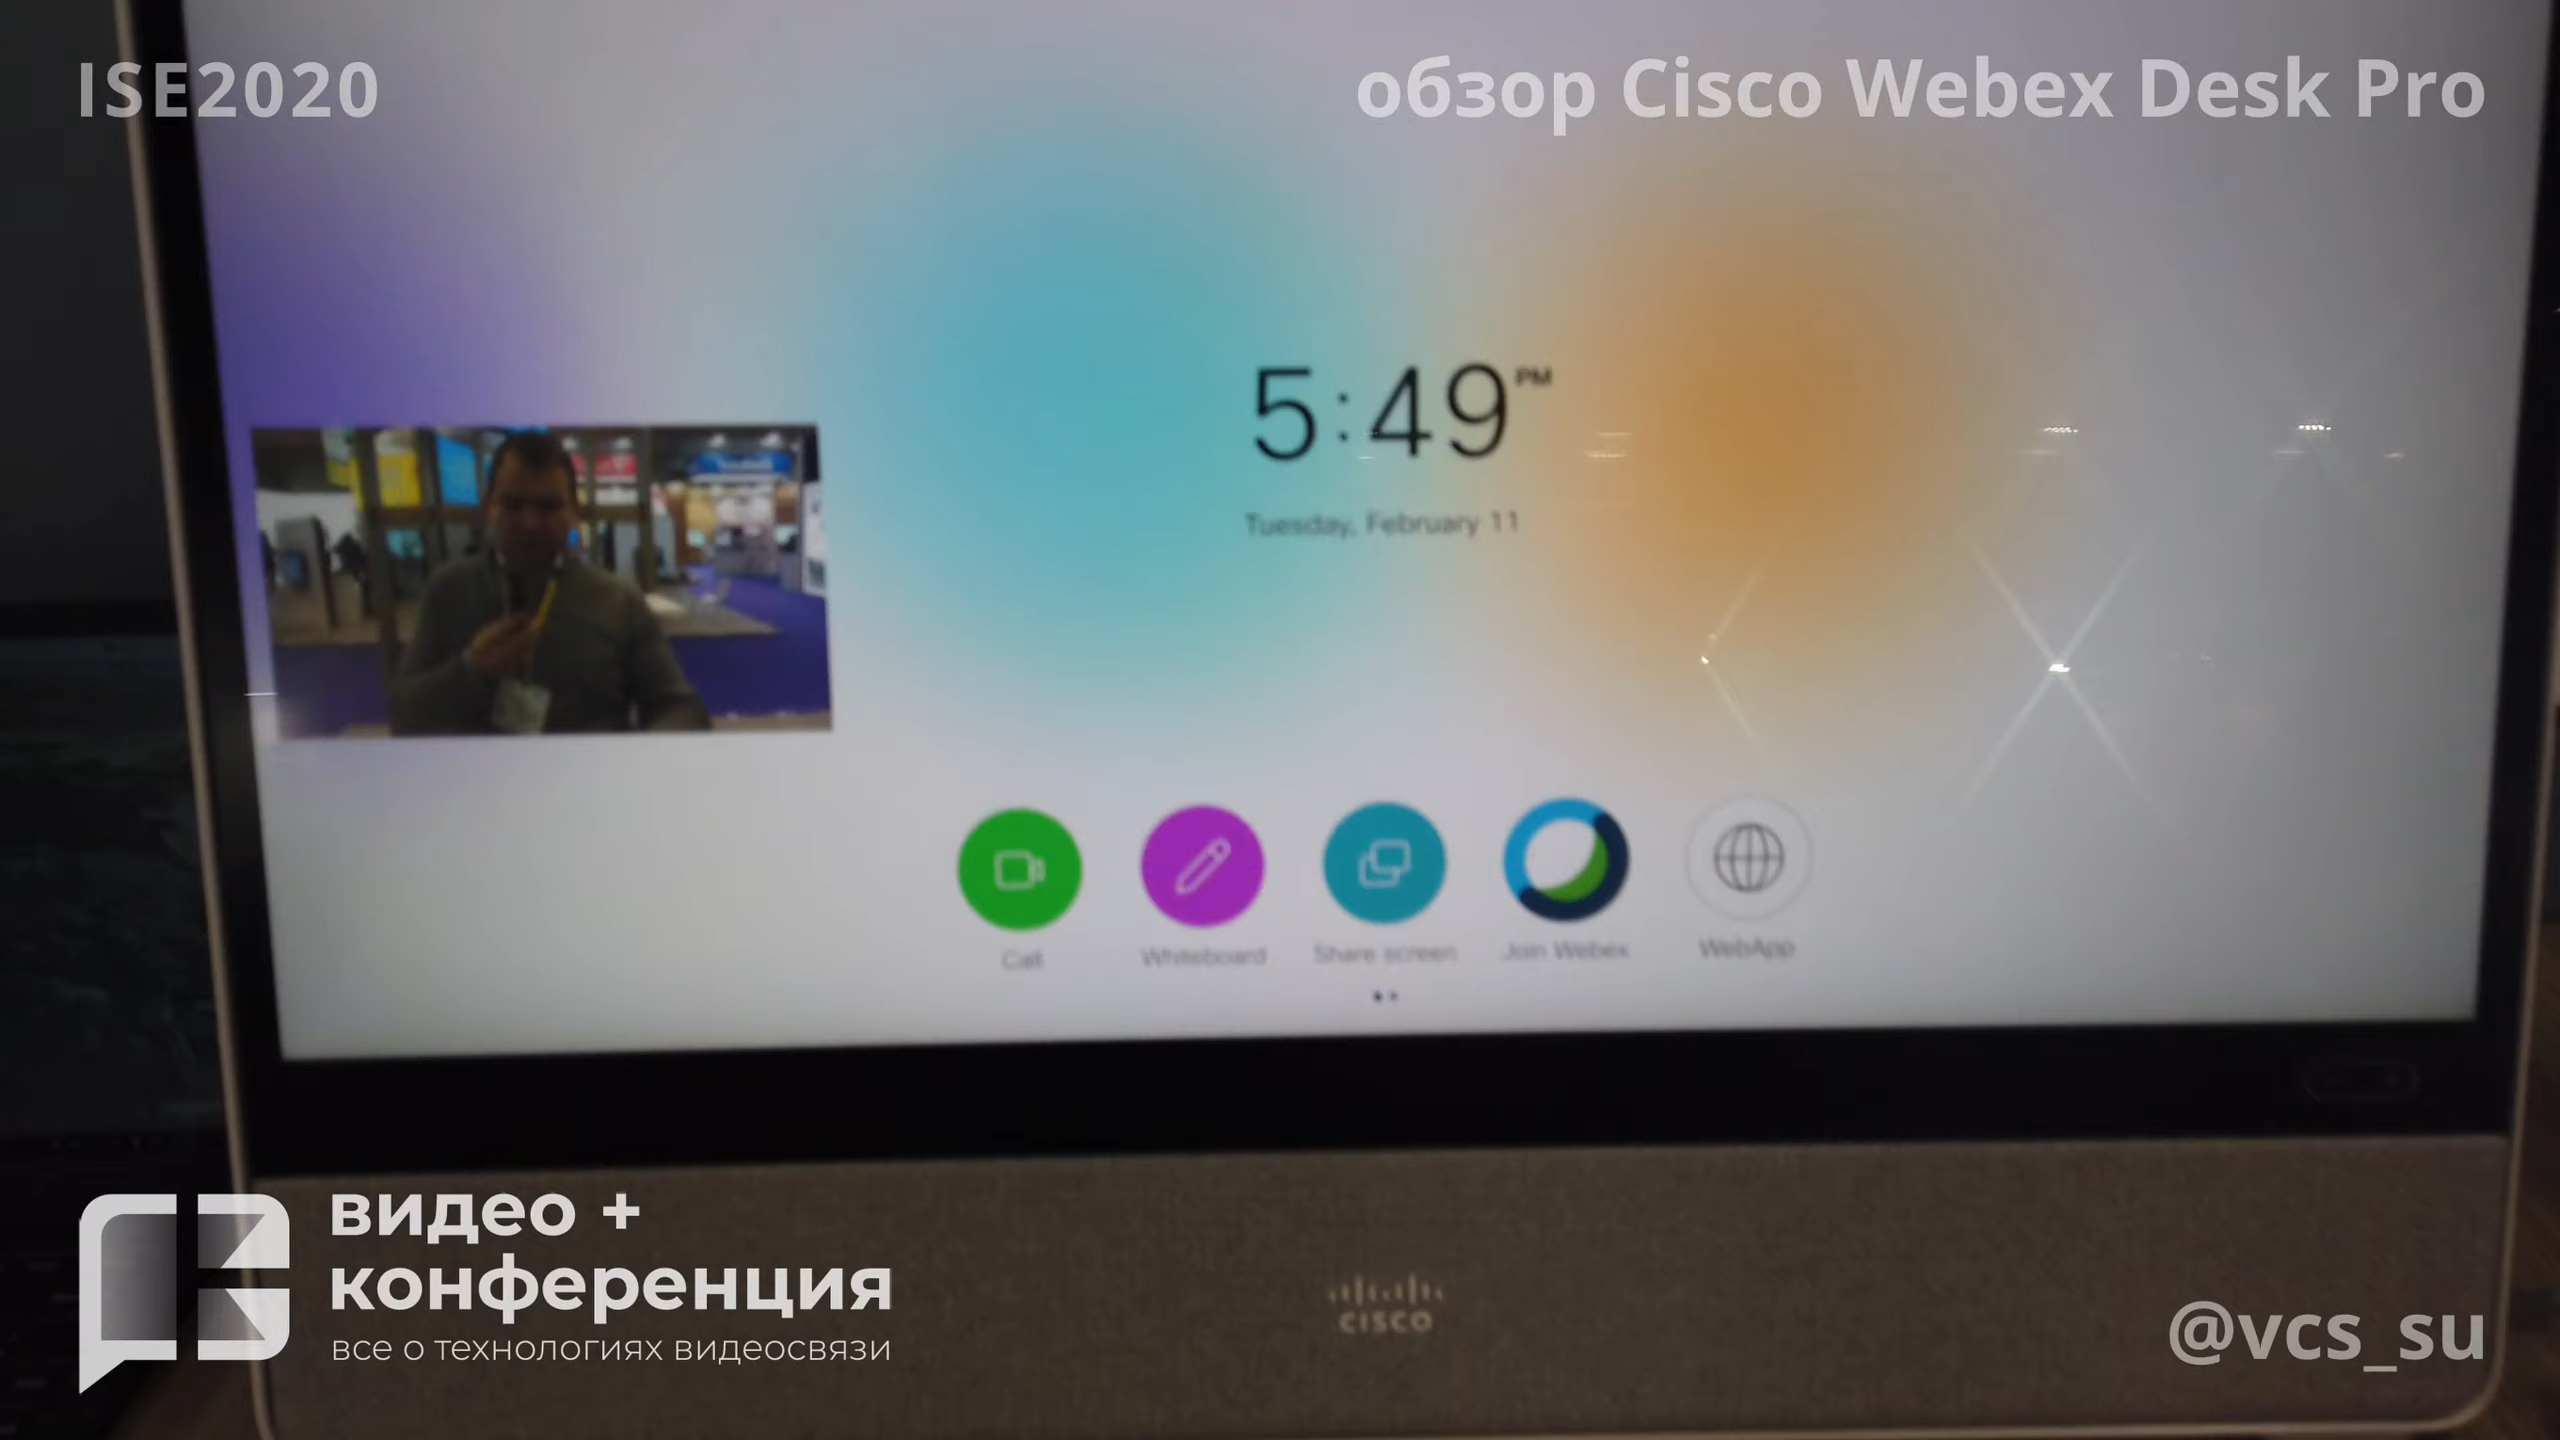 ISE2020
обзор Cisco Webex Desk Pro
5:49 PM
Tuesday, February 11
Call
Whiteboard
Share screen
Join Webex
WebApp
видео +
конференция
все о технологиях видеосвязи
CISCO
@vcs_su